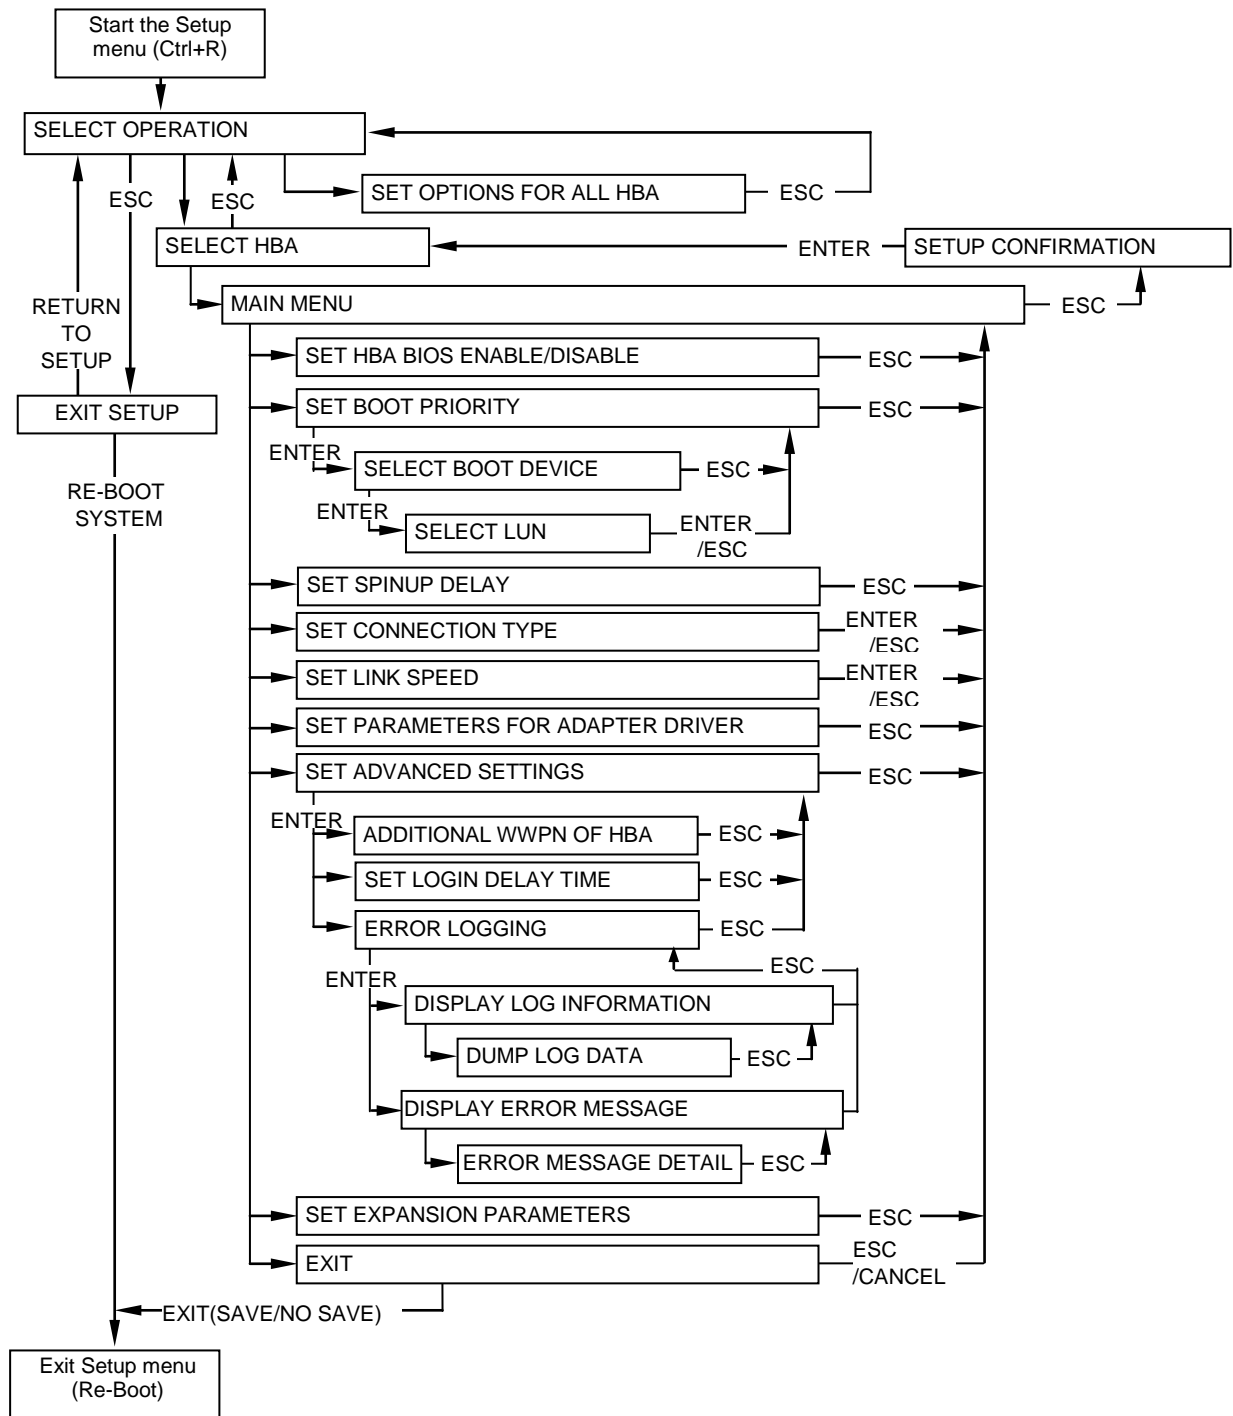 Start the Setup
menu (Ctrl+R)
SELECT OPERATION
ESC
ESC
SET OPTIONS FOR ALL HBA
ESC
SELECT HBA
ENTER
SETUP CONFIRMATION
RETURN
TO
SETUP
MAIN MENU
ESC
SET HBA BIOS ENABLE/DISABLE
ESC
EXIT SETUP
SET BOOT PRIORITY
ESC
ENTER
SELECT BOOT DEVICE
ESC
RE-BOOT
SYSTEM
ENTER
SELECT LUN
ENTER
/ESC
SET SPINUP DELAY
ESC
SET CONNECTION TYPE
ENTER
/ESC
SET LINK SPEED
ENTER
/ESC
SET PARAMETERS FOR ADAPTER DRIVER
ESC
SET ADVANCED SETTINGS
ESC
ENTER
ADDITIONAL WWPN OF HBA
ESC
SET LOGIN DELAY TIME
ESC
ERROR LOGGING
ESC
ESC
ENTER
DISPLAY LOG INFORMATION
DUMP LOG DATA
ESC
DISPLAY ERROR MESSAGE
ERROR MESSAGE DETAIL
ESC
SET EXPANSION PARAMETERS
ESC
EXIT
ESC
/CANCEL
EXIT(SAVE/NO SAVE)
Exit Setup menu
(Re-Boot)